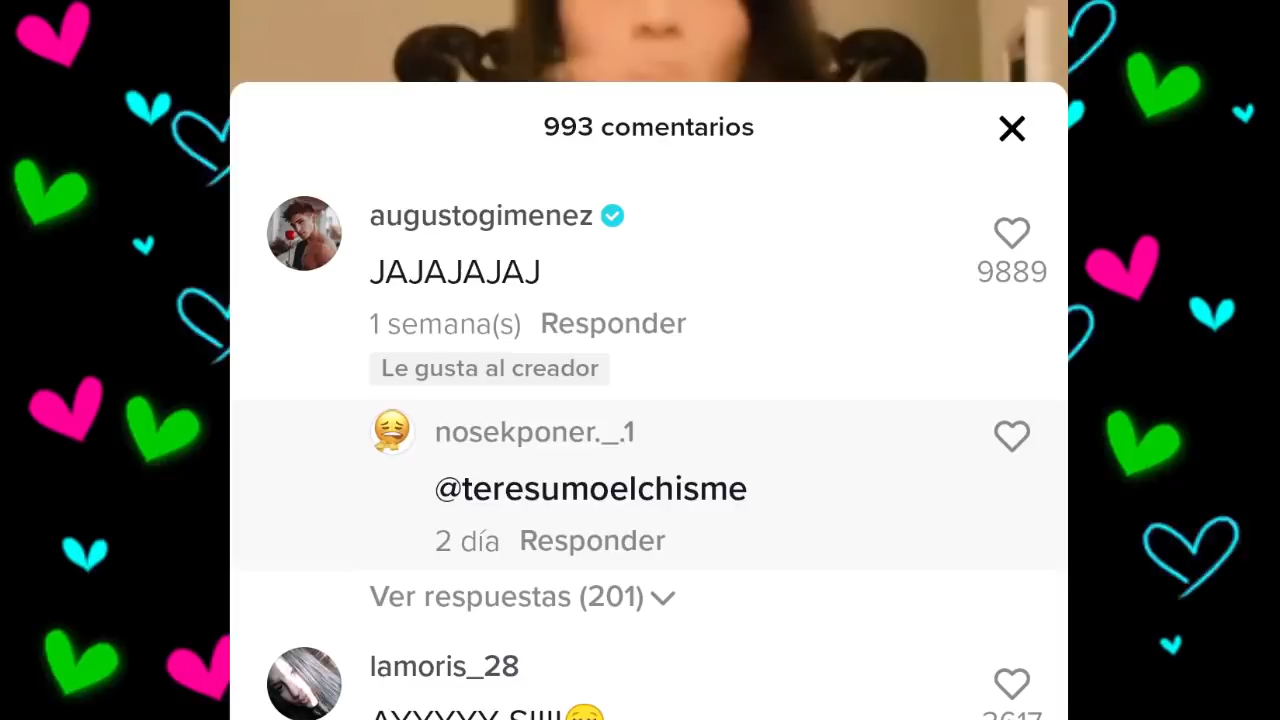 993 comentarios
augustogimenez
JAJAJAJAJ
9889
1 semana(s) Responder
Le gusta al creador
nosekponer._.1
@teresumoelchisme
2 día Responder
Ver respuestas (201)
lamoris_28